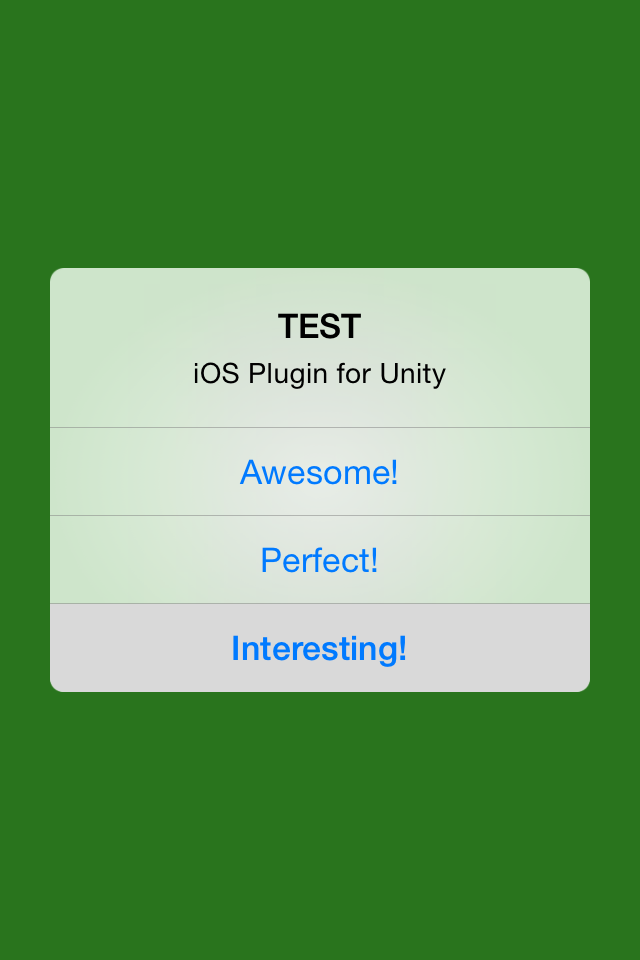 TEST
iOS Plugin for Unity
Awesome!
Perfect!
Interesting!